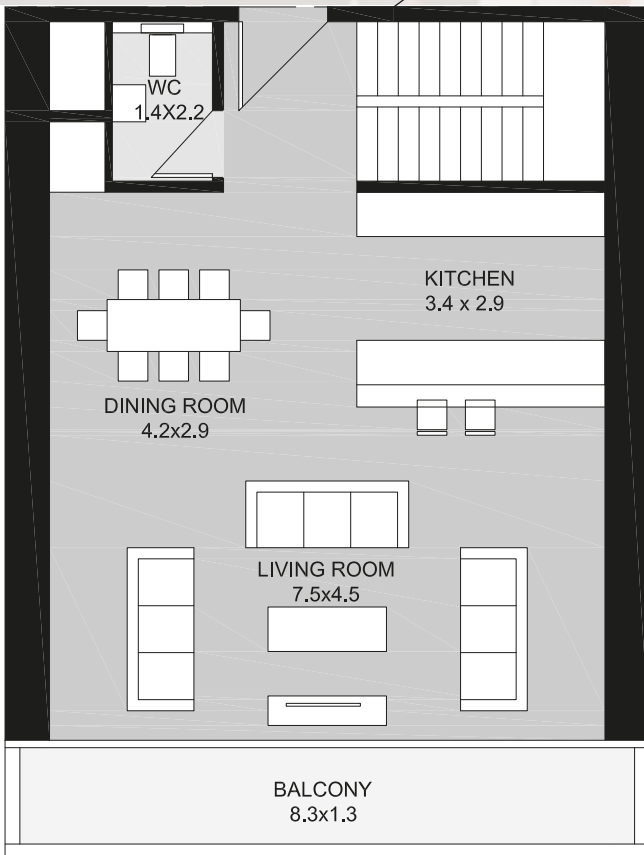 WC
1.4X2.2
KITCHEN
3.4 x 2.9
DINING ROOM
4.2x2.9
LIVING ROOM
7.5x4.5
BALCONY
8.3x1.3